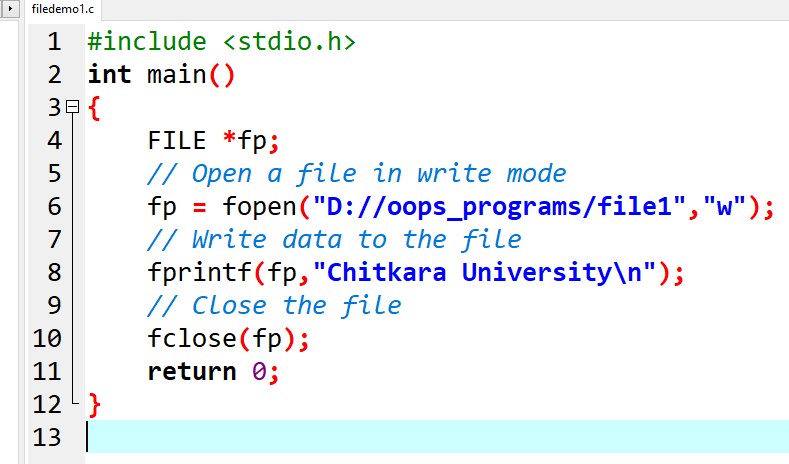 filedemo1.c
1 #include <stdio.h>
2 int main()
3 {
4     FILE *fp;
5     // Open a file in write mode
6     fp = fopen("D://oops_programs/file1","w");
7     // Write data to the file
8     fprintf(fp,"Chitkara University\n");
9     // Close the file
10     fclose(fp);
11     return 0;
12 }
13